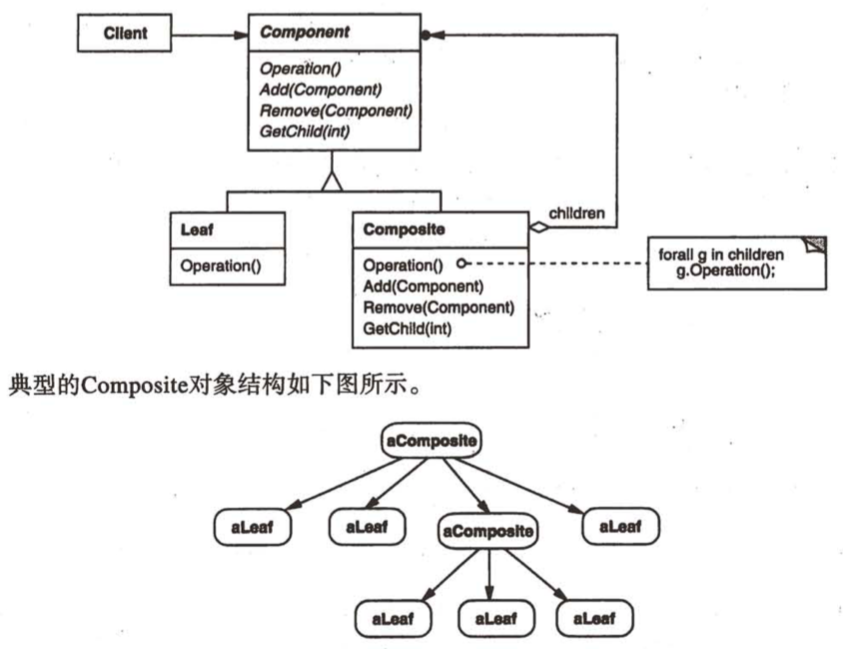 Client
Component
Operation()
Add(Component)
Remove(Component)
GetChild(int)
Leaf
Operation()
Composite
Operation()
Add(Component)
Remove(Component)
GetChild(int)
children
forall g in children
g.Operation();
典型的Composite对象结构如下图所示。
aComposite
aLeaf
aLeaf
aComposite
aLeaf
aLeaf
aLeaf
aLeaf